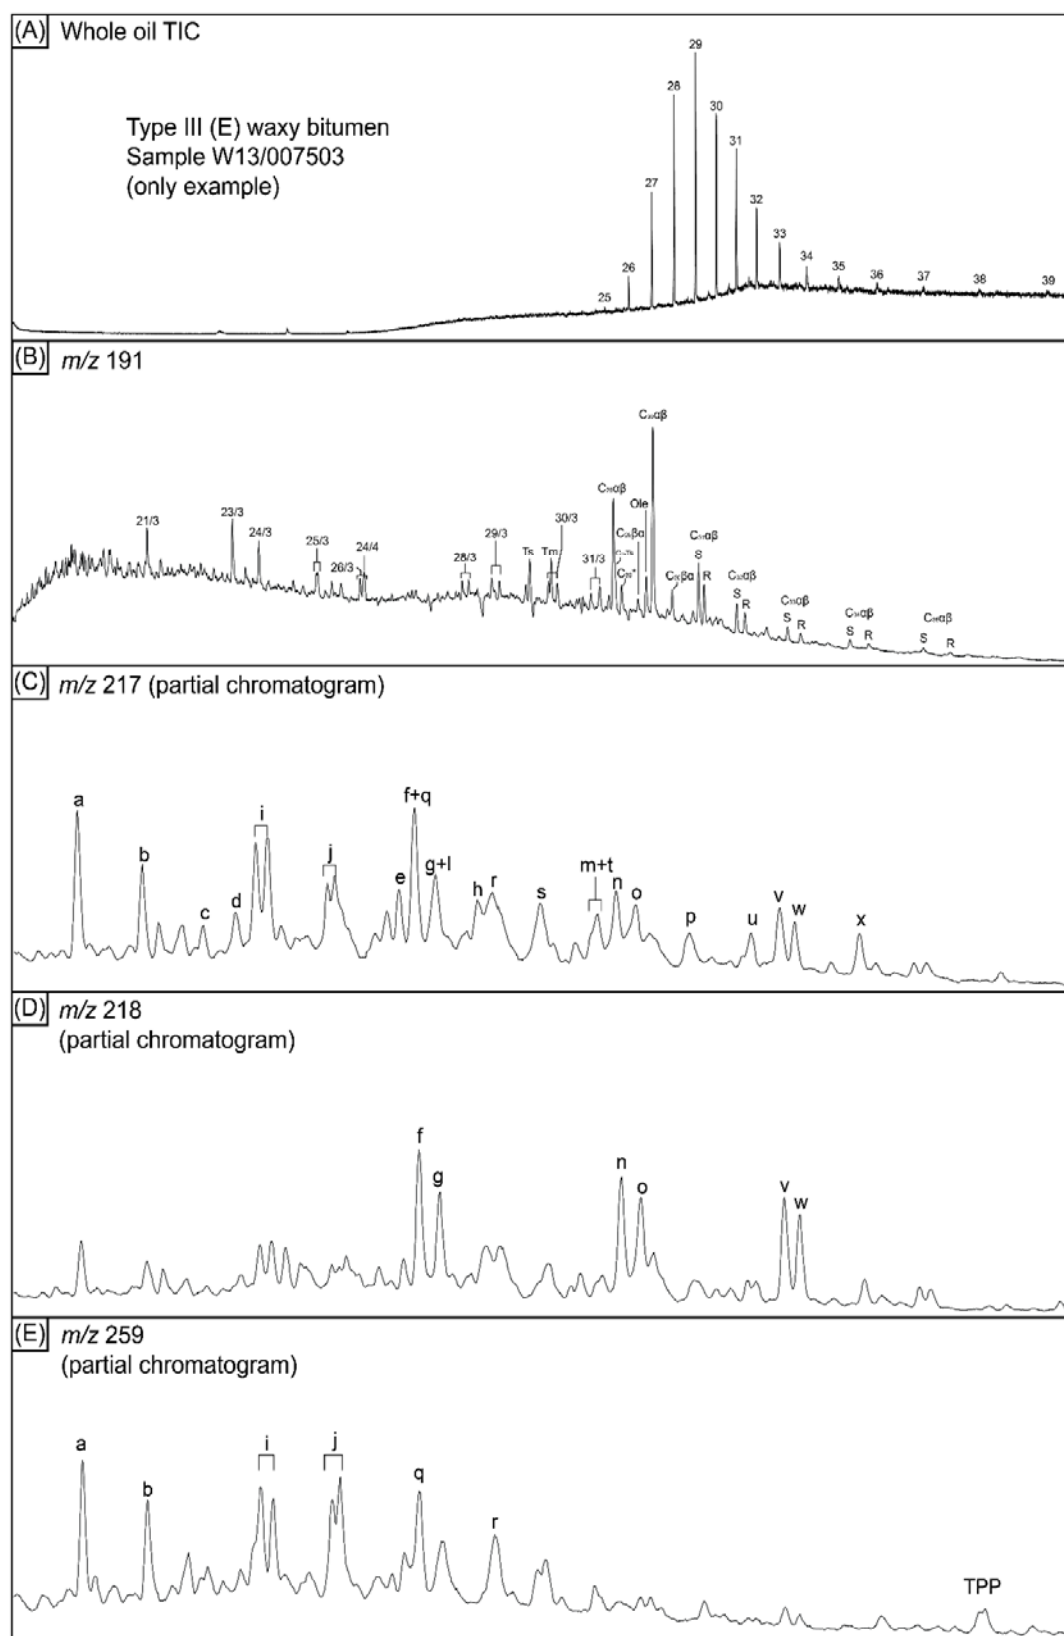 (A) Whole oil TIC
Type III (E) waxy bitumen
Sample W13/007503
(only example)
25
26
27
28
29
30
31
32
33
34
35
36
37
38
39
(B) m/z 191
21/3
23/3
24/3
25/3
26/3
24/4
28/3
29/3
Ts
Tm
30/3
31/3
Ole
S
R
S
R
S
R
S
R
S
R
(C) m/z 217 (partial chromatogram)
a
b
c
d
i
j
e
f+q
g+l
h
r
s
m+t
n
o
p
u
v
w
x
(D) m/z 218
(partial chromatogram)
f
g
n
o
v
w
(E) m/z 259
(partial chromatogram)
a
b
i
j
q
r
TPP